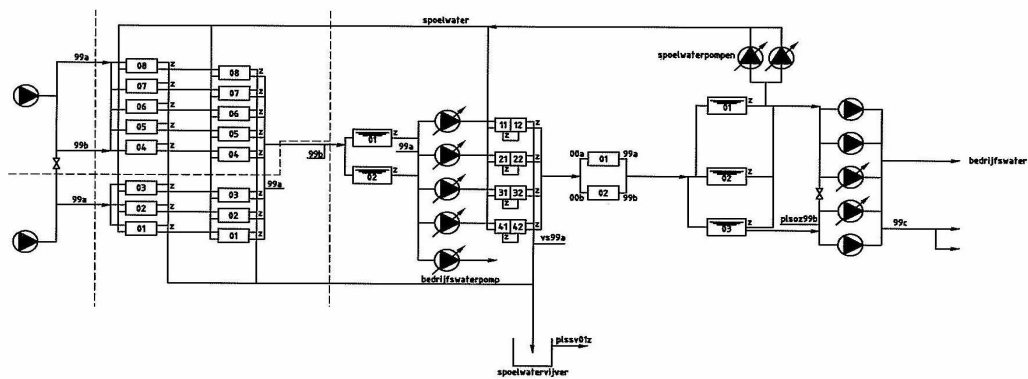 spoelwater
spoelwaterpompen
99a
08 z
08 z
07 z
07 z
06 z
06 z
05 z
05 z
99b
04 z
04 z
99a
03 z
03 z
02 z
02 z
01 z
01 z
99a
99b
01 z
02 z
99a
11 12 z
z
21 22 z
z
31 32 z
z
41 42 z
z
vs99a
bedrijfswaterpomp
00a 01 99a
00b 02 99b
01 z
02 z
03 z
plsoz99b
99c
bedrijfswater
plssv01z
spoelwatervijver